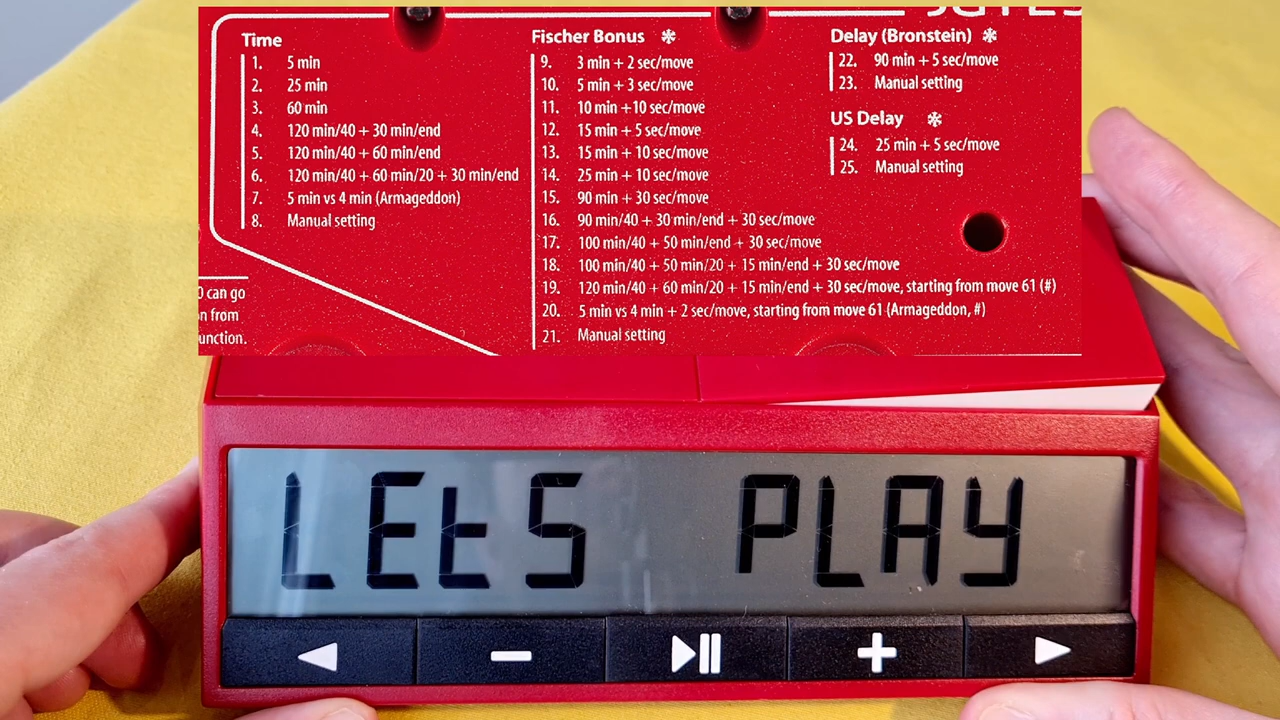 Time
1. 5 min
2. 25 min
3. 60 min
4. 120 min/40 + 30 min/end
5. 120 min/40 + 60 min/end
6. 120 min/40 + 60 min/20 + 30 min/end
7. 5 min vs 4 min (Armageddon)
8. Manual setting
can go
from
Fischer Bonus ✻
9. 3 min + 2 sec/move
10. 5 min + 3 sec/move
11. 10 min +10 sec/move
12. 15 min + 5 sec/move
13. 15 min + 10 sec/move
14. 25 min + 10 sec/move
15. 90 min + 30 sec/move
16. 90 min/40 + 30 min/end + 30 sec/move
17. 100 min/40 + 50 min/end + 30 sec/move
18. 100 min/40 + 50 min/20 + 15 min/end + 30 sec/move
19. 120 min/40 + 60 min/20 + 15 min/end + 30 sec/move, starting from move 61 (#)
20. 5 min vs 4 min + 2 sec/move, starting from move 61 (Armageddon, #)
21. Manual setting
Delay (Bronstein) ✻
22. 90 min + 5 sec/move
23. Manual setting
US Delay ✻
24. 25 min + 5 sec/move
25. Manual setting
LEtS PLAY